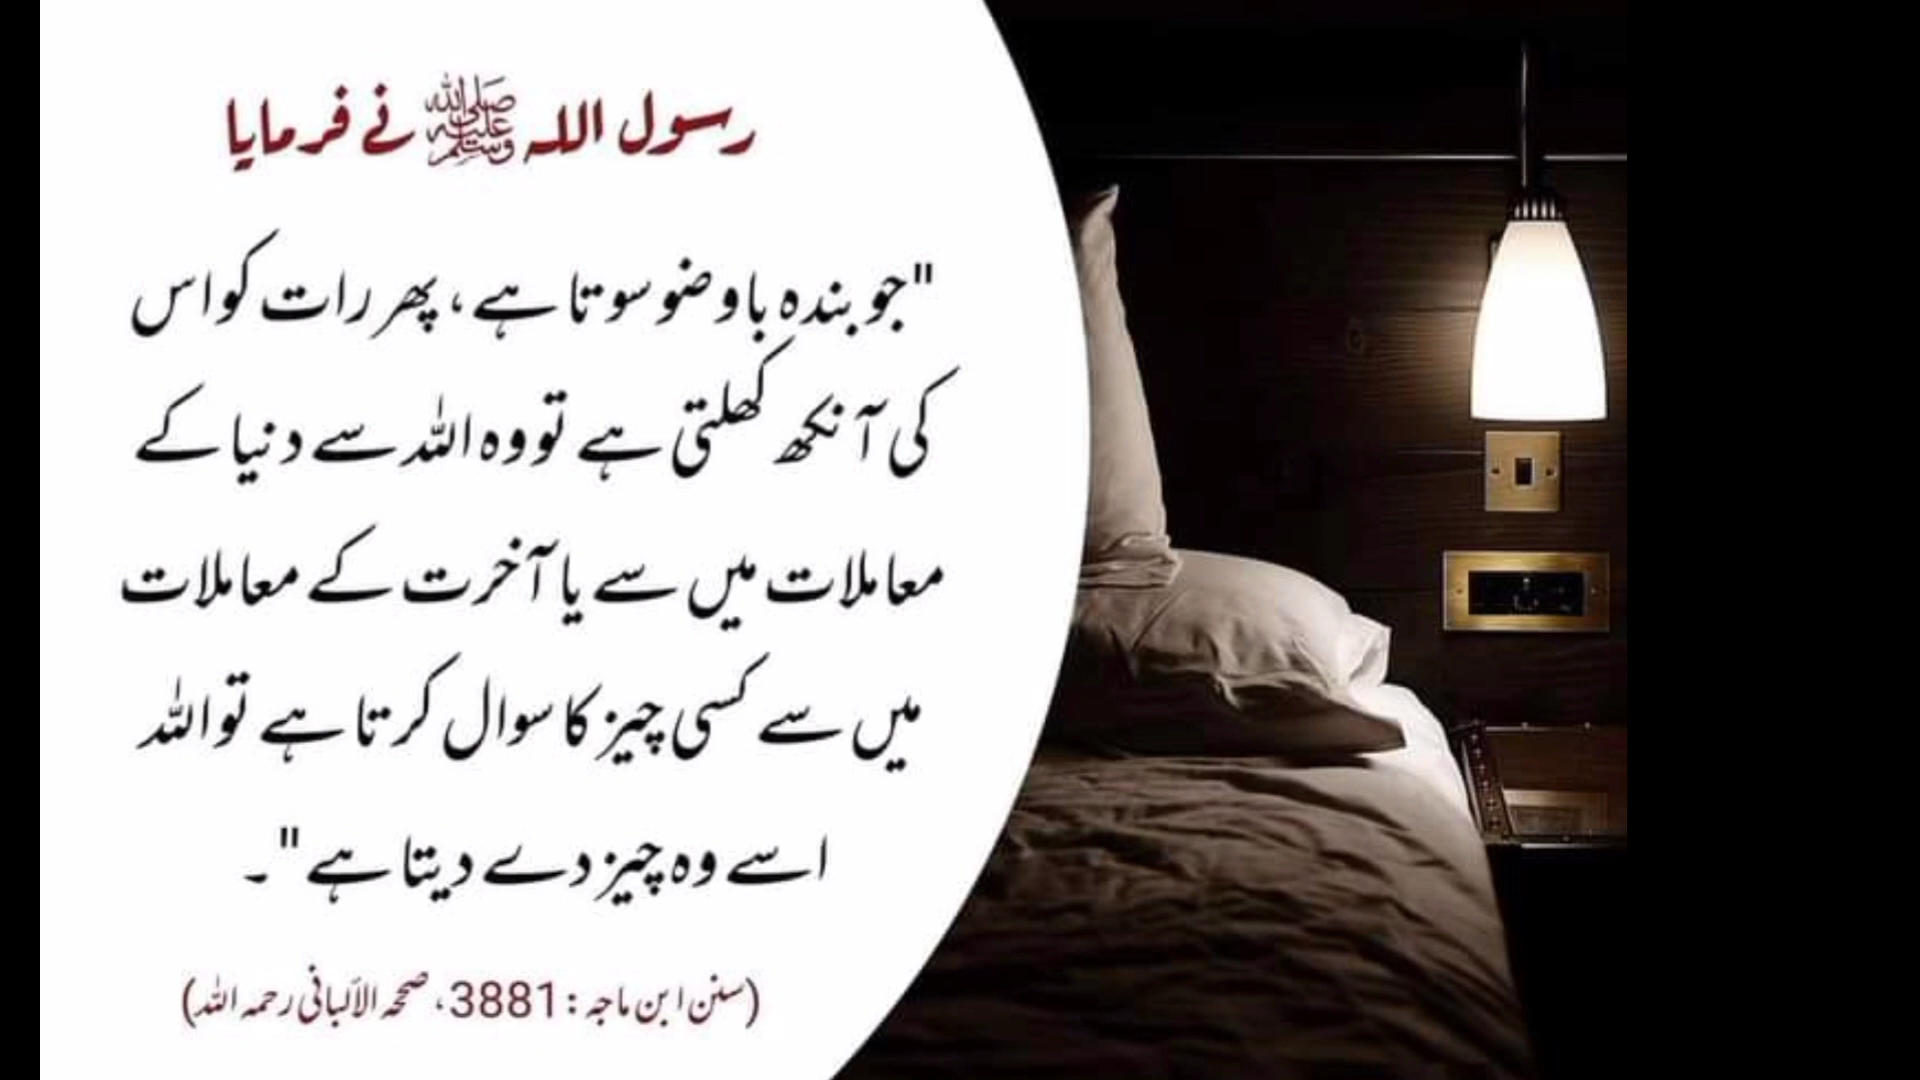 رسول اللہ ﷺ نے فرمایا
"جو بندہ باوضو سوتا ہے، پھر رات کو اس
کی آنکھ کھلتی ہے تو وہ اللہ سے دنیا کے
معاملات میں سے یا آخرت کے معاملات
میں سے کسی چیز کا سوال کرتا ہے تو اللہ
اسے وہ چیز دے دیتا ہے"۔
(سنن ابن ماجہ: 3881، صححہ الألبانی رحمہ اللہ)